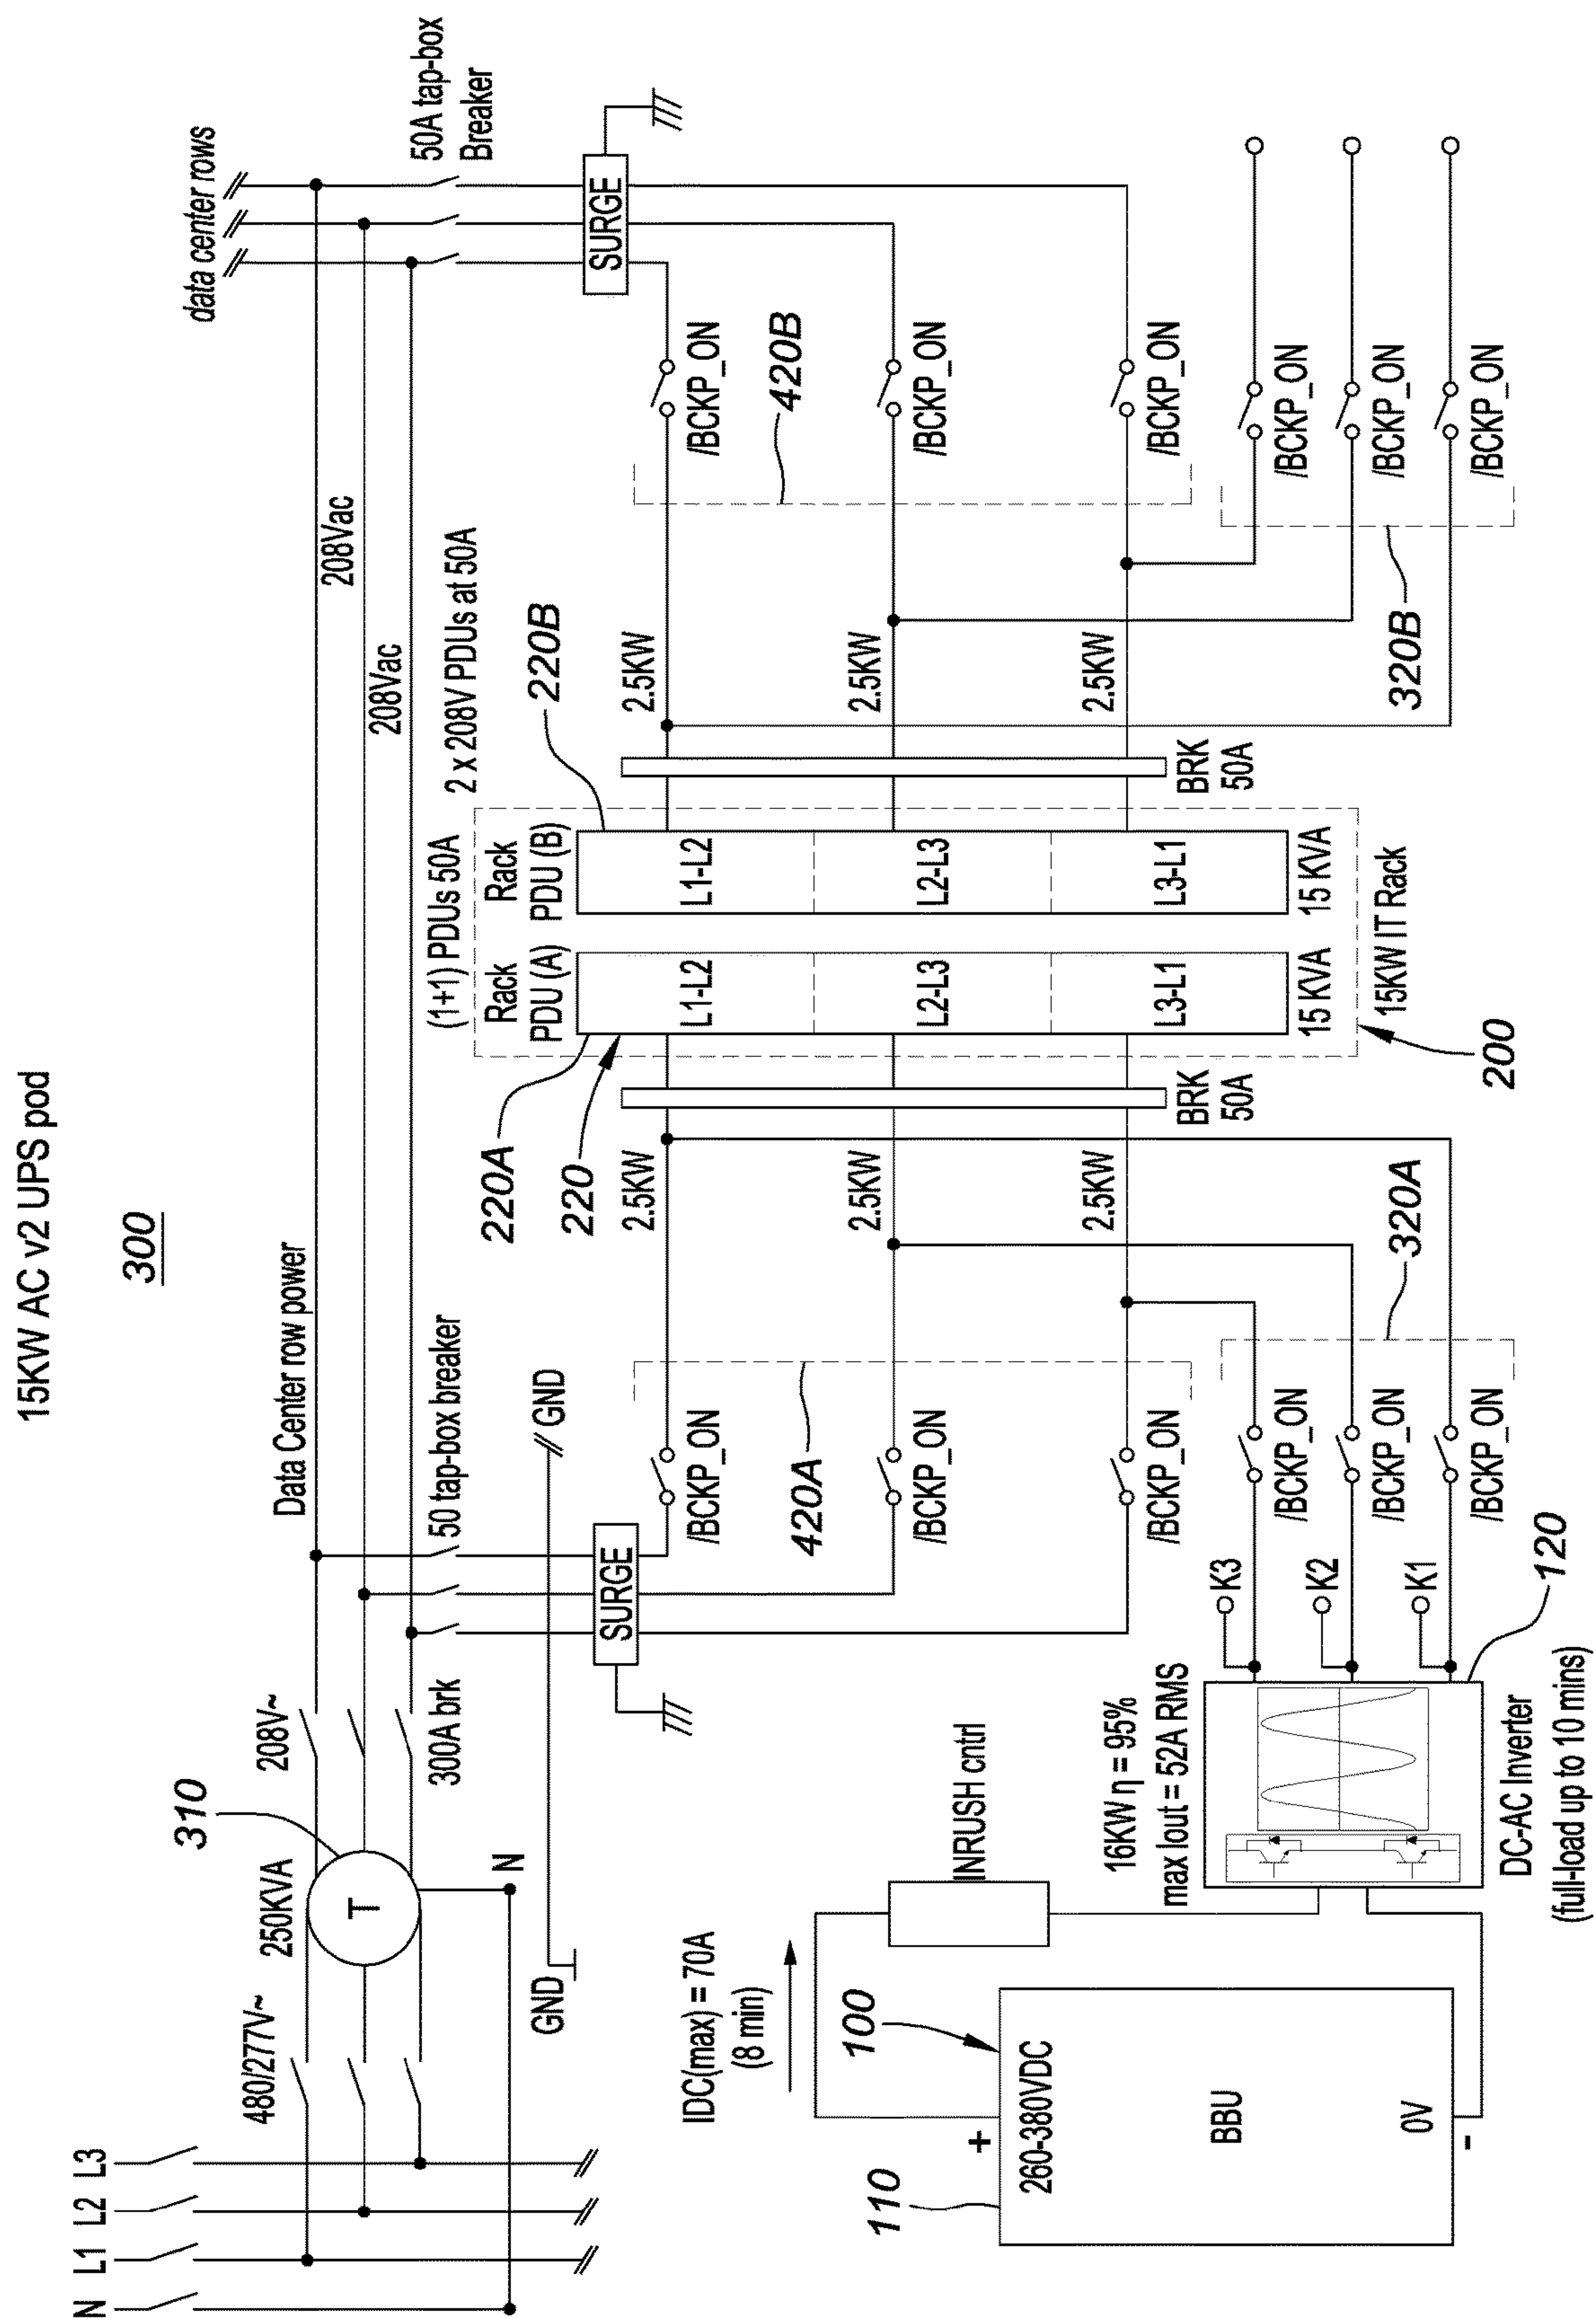 15KW AC v2 UPS pod
300
N
L1
L2
L3
480/277V~
250KVA
T
310
208V~
300A brk
N
GND
GND
Data Center row power
50 tap-box breaker
208Vac
208Vac
data center rows
50A tap-box
Breaker
SURGE
SURGE
/BCKP_ON
/BCKP_ON
/BCKP_ON
420A
2.5KW
2.5KW
2.5KW
220A
220
BRK
50A
(1+1) PDUs 50A
2 x 208V PDUs at 50A
Rack
PDU (A)
L1-L2
L2-L3
L3-L1
15 KVA
Rack
PDU (B)
L1-L2
L2-L3
L3-L1
15 KVA
220B
15KW IT Rack
200
BRK
50A
2.5KW
2.5KW
2.5KW
/BCKP_ON
/BCKP_ON
/BCKP_ON
420B
IDC(max) = 70A
(8 min)
INRUSH cntrl
100
110
+
260-380VDC
BBU
0V
-
16KW η = 95%
max Iout = 52A RMS
DC-AC Inverter
(full-load up to 10 mins)
120
K3
K2
K1
/BCKP_ON
/BCKP_ON
/BCKP_ON
320A
320B
/BCKP_ON
/BCKP_ON
/BCKP_ON